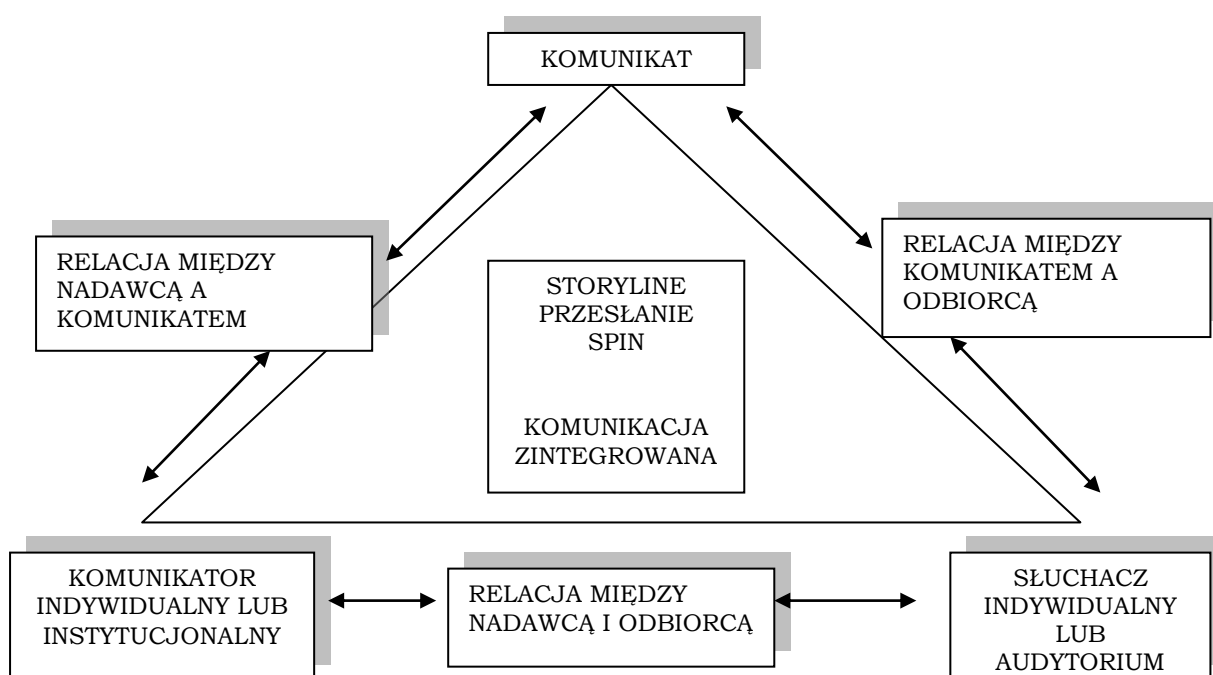 KOMUNIKAT
RELACJA MIĘDZY
NADAWCĄ A
KOMUNIKATEM
RELACJA MIĘDZY
KOMUNIKATEM A
ODBIORCĄ
STORYLINE
PRZESŁANIE
SPIN
KOMUNIKACJA
ZINTEGROWANA
KOMUNIKATOR
INDYWIDUALNY LUB
INSTYTUCJONALNY
RELACJA MIĘDZY
NADAWCĄ I ODBIORCĄ
SŁUCHACZ
INDYWIDUALNY
LUB
AUDYTORIUM